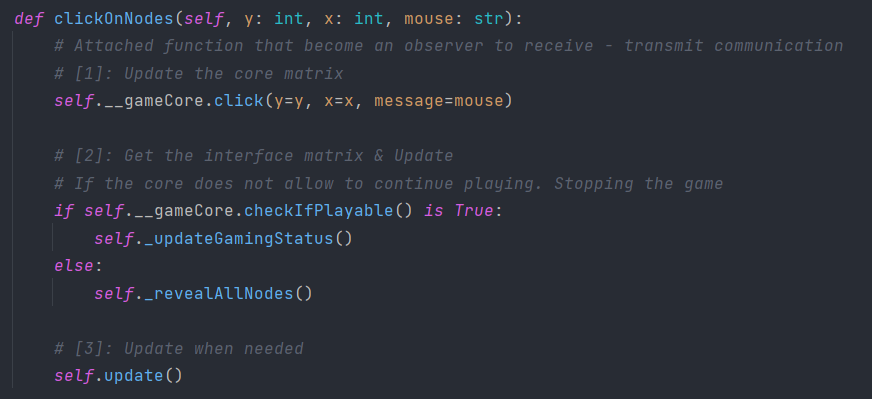 def clickOnNodes(self, y: int, x: int, mouse: str):
# Attached function that become an observer to receive - transmit communication
# [1]: Update the core matrix
self.__gameCore.click(y=y, x=x, message=mouse)
# [2]: Get the interface matrix & Update
# If the core does not allow to continue playing. Stopping the game
if self.__gameCore.checkIfPlayable() is True:
self._updateGamingStatus()
else:
self._revealAllNodes()
# [3]: Update when needed
self.update()